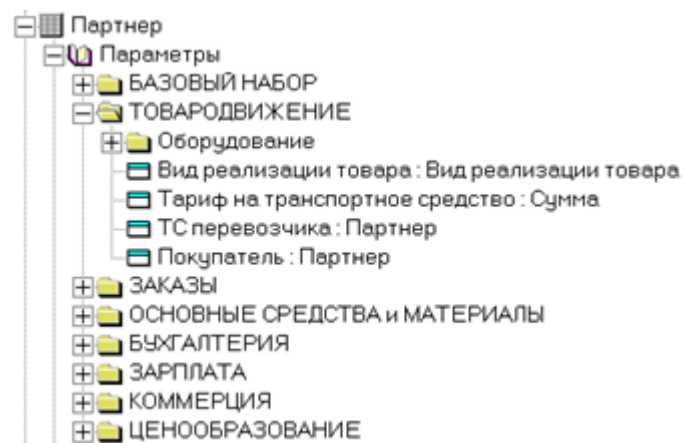 Партнер
Параметры
БАЗОВЫЙ НАБОР
ТОВАРОДВИЖЕНИЕ
Оборудование
Вид реализации товара : Вид реализации товара
Тариф на транспортное средство : Сумма
ТС перевозчика : Партнер
Покупатель : Партнер
ЗАКАЗЫ
ОСНОВНЫЕ СРЕДСТВА и МАТЕРИАЛЫ
БУХГАЛТЕРИЯ
ЗАРПЛАТА
КОММЕРЦИЯ
ЦЕНООБРАЗОВАНИЕ